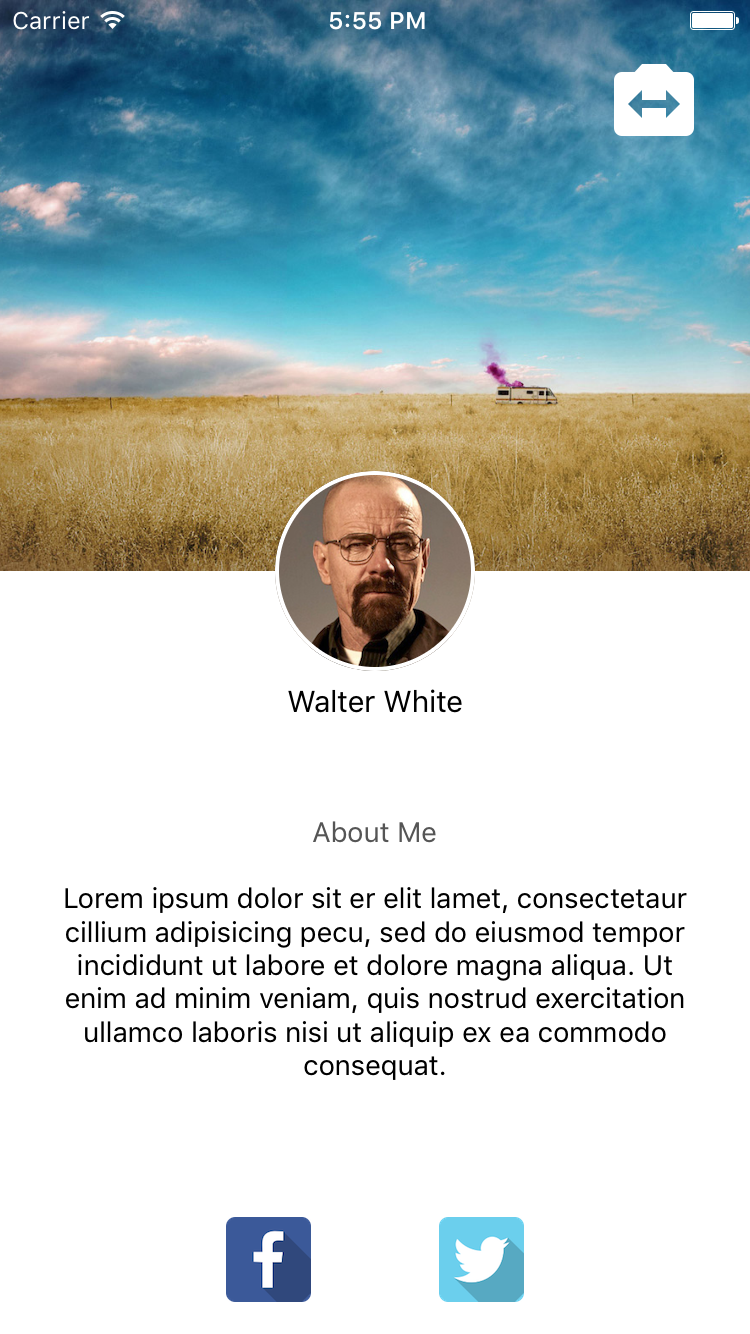 Carrier 5:55 PM
Walter White
About Me
Lorem ipsum dolor sit er elit lamet, consectetaur
cillium adipisicing pecu, sed do eiusmod tempor
incididunt ut labore et dolore magna aliqua. Ut
enim ad minim veniam, quis nostrud exercitation
ullamco laboris nisi ut aliquip ex ea commodo
consequat.